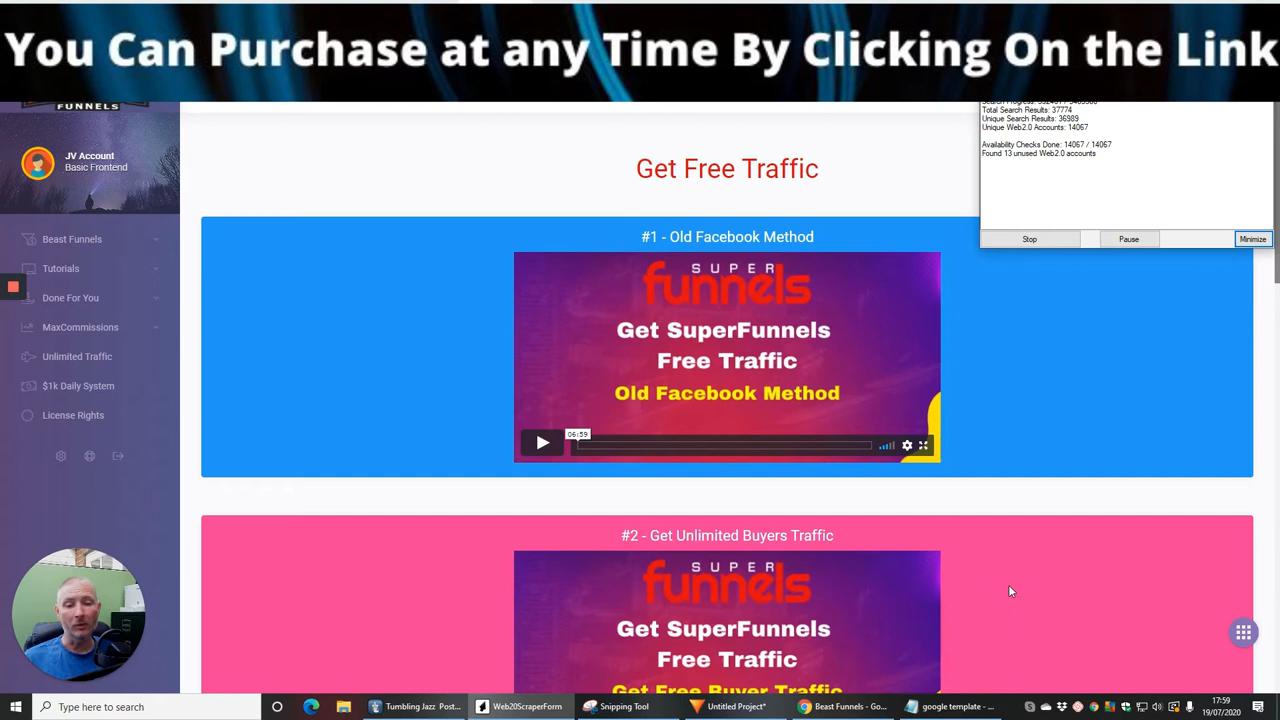 You Can Purchase at any Time By Clicking On the Link
FUNNELS
JV Account
Basic Frontend
Beast Funnels
Tutorials
Done For You
MaxCommissions
Unlimited Traffic
$1k Daily System
License Rights
Total Search Results: 37774
Unique Search Results: 36989
Unique Web2.0 Accounts: 14067
Availability Checks Done: 14067 / 14067
Found 13 unused Web2.0 accounts
Stop
Pause
Minimize
Get Free Traffic
#1 - Old Facebook Method
SUPER
funnels
Get SuperFunnels
Free Traffic
Old Facebook Method
06:59
#2 - Get Unlimited Buyers Traffic
SUPER
funnels
Get SuperFunnels
Free Traffic
Get Free Buyer Traffic
Type here to search
Tumbling Jazz Post...
Web20ScraperForm
Snipping Tool
Untitled Project*
Beast Funnels - Go...
google template - ...
17:59
19/07/2020